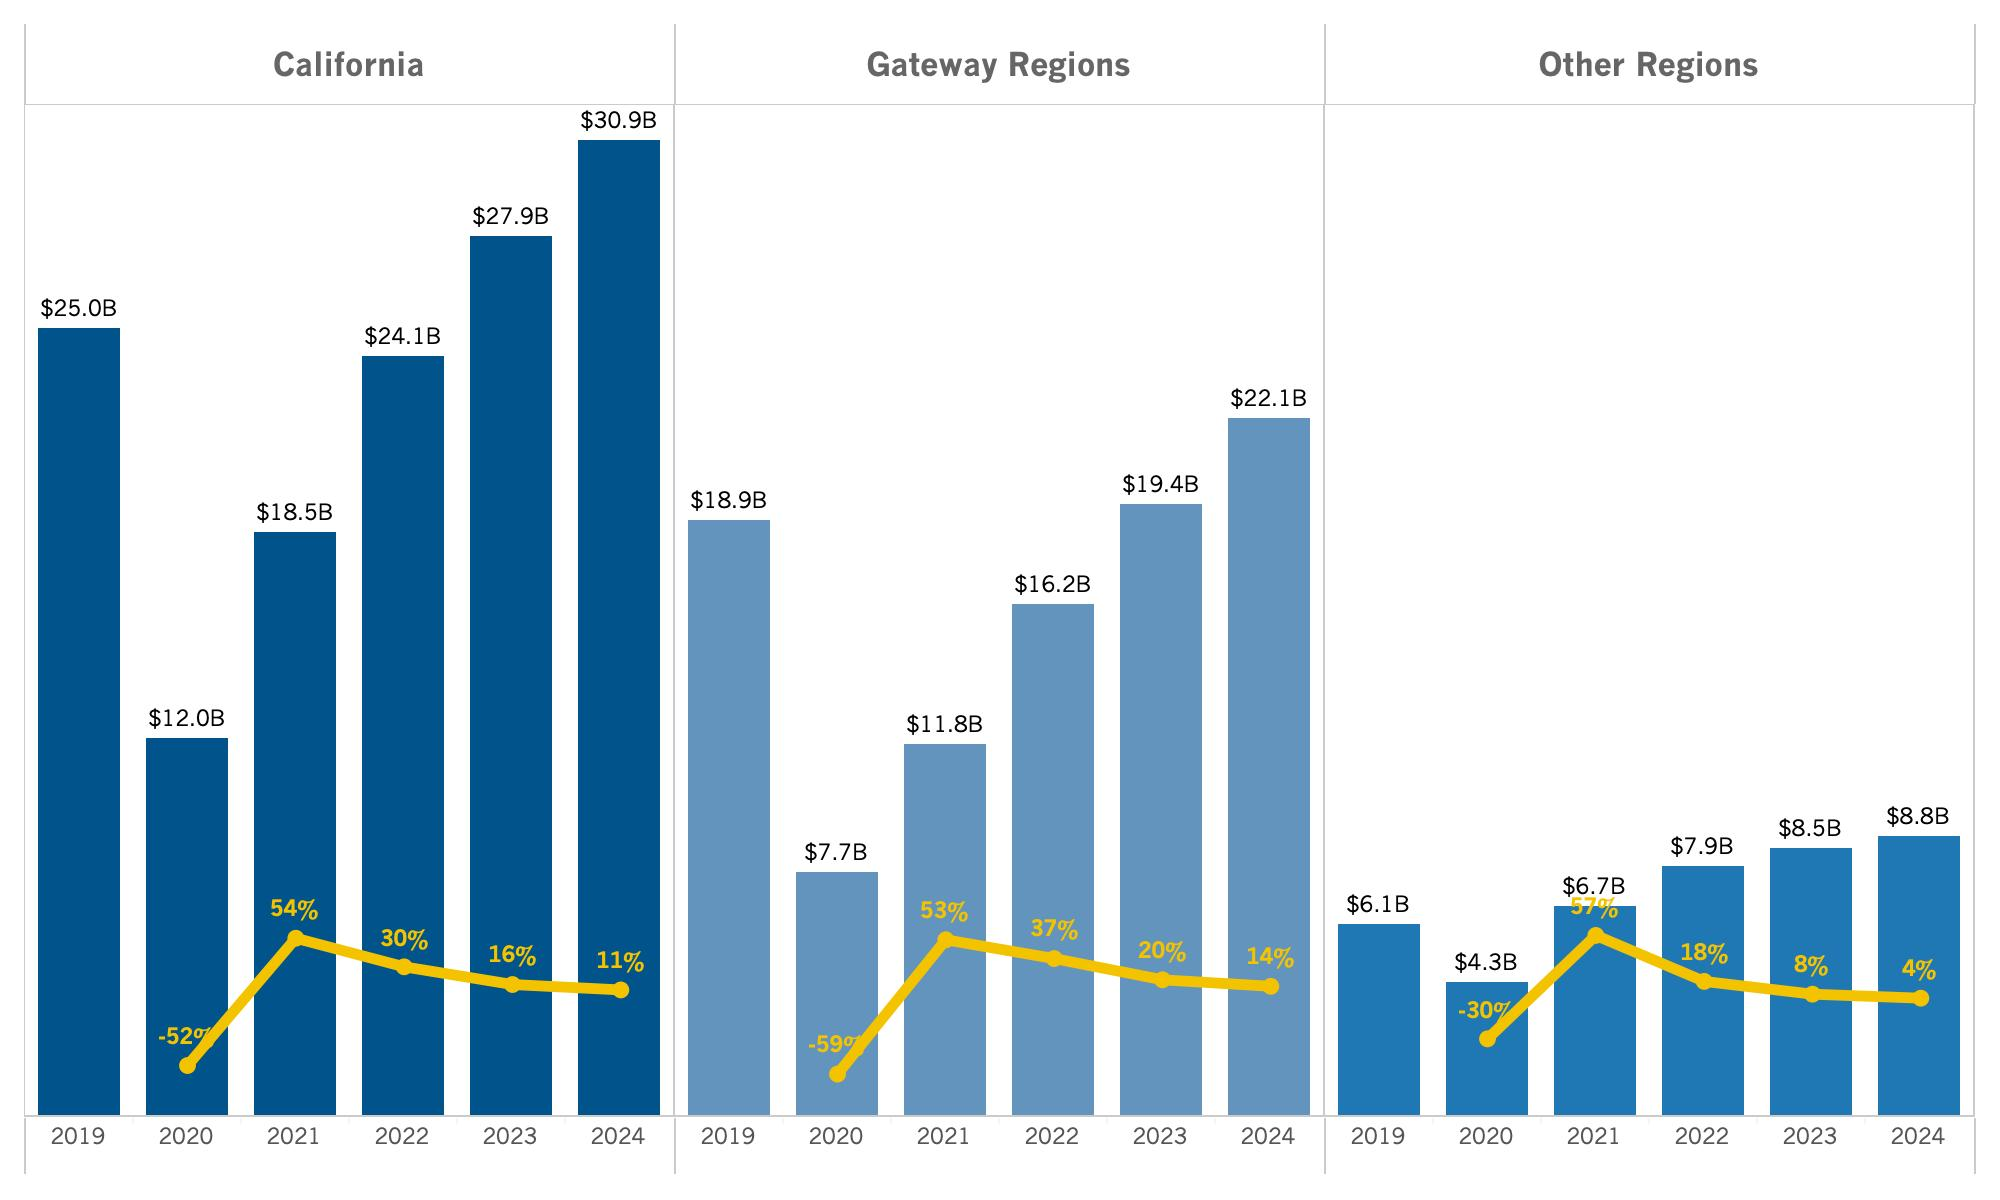 California
Gateway Regions
Other Regions
$25.0B
$12.0B
$18.5B
$24.1B
$27.9B
$30.9B
-52%
54%
30%
16%
11%
$18.9B
$7.7B
$11.8B
$16.2B
$19.4B
$22.1B
-59%
53%
37%
20%
14%
$6.1B
$4.3B
$6.7B
$7.9B
$8.5B
$8.8B
-30%
57%
18%
8%
4%
2019 2020 2021 2022 2023 2024
2019 2020 2021 2022 2023 2024
2019 2020 2021 2022 2023 2024